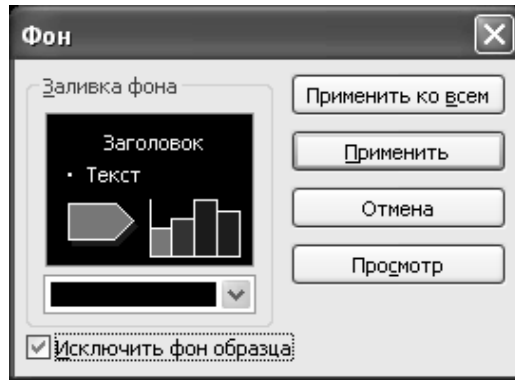 Фон
Заливка фона
Заголовок
• Текст
Применить ко всем
Применить
Отмена
Просмотр
Исключить фон образца